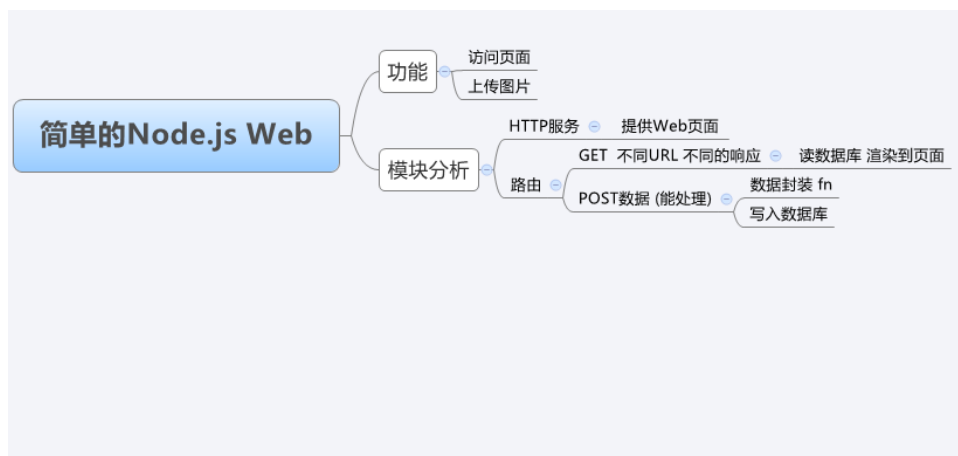 简单的Node.js Web
功能
访问页面
上传图片
模块分析
HTTP服务
提供Web页面
路由
GET 不同URL 不同的响应
读数据库 渲染到页面
POST数据 (能处理)
数据封装 fn
写入数据库